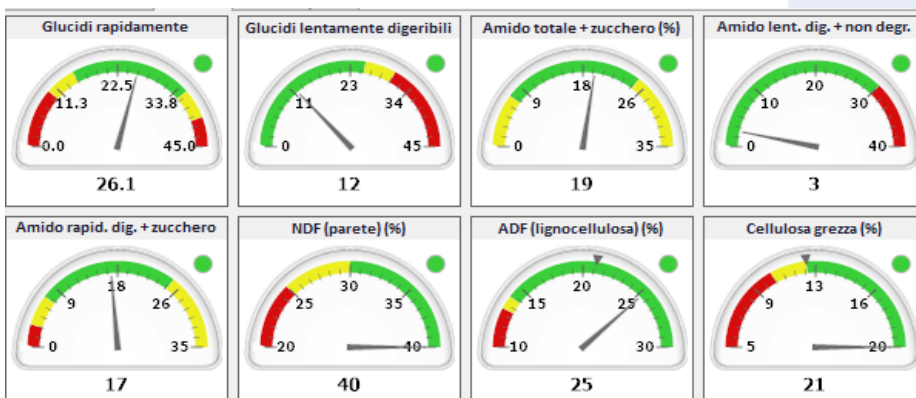 Glucidi rapidamente
Glucidi lentamente digeribili
Amido totale + zucchero (%)
Amido lent. dig. + non degr.
0.0 11.3 22.5 33.8 45.0
0 11 23 34 45
0 9 18 26 35
0 10 20 30 40
26.1
12
19
3
Amido rapid. dig. + zucchero
NDF (parete) (%)
ADF (lignocellulosa) (%)
Cellulosa grezza (%)
0 9 18 26 35
20 25 30 35 40
10 15 20 25 30
5 9 13 16 20
17
40
25
21